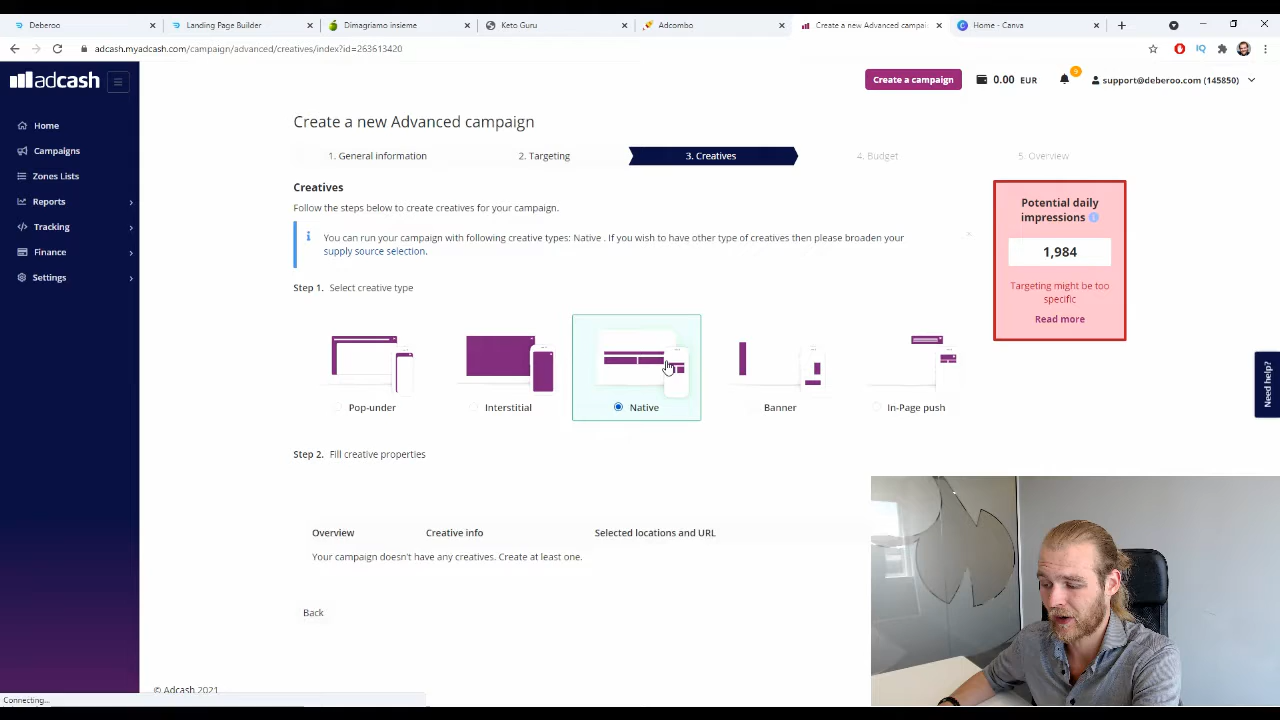 Deberoo
Landing Page Builder
Dimagriamo insieme
Keto Guru
Adcombo
Create a new Advanced campai
Home - Canva
adcash.myadcash.com/campaign/advanced/creatives/index?id=263613420
adcash
Create a campaign
0.00 EUR
9
support@deberoo.com (145850)
Home
Campaigns
Zones Lists
Reports
Tracking
Finance
Settings
Create a new Advanced campaign
1. General information
2. Targeting
3. Creatives
4. Budget
5. Overview
Creatives
Follow the steps below to create creatives for your campaign.
You can run your campaign with following creative types: Native . If you wish to have other type of creatives then please broaden your
supply source selection.
Potential daily
impressions
1,984
Targeting might be too
specific
Read more
Step 1. Select creative type
Pop-under
Interstitial
Native
Banner
In-Page push
Need help?
Step 2. Fill creative properties
Overview
Creative info
Selected locations and URL
Your campaign doesn't have any creatives. Create at least one.
Back
© Adcash 2021
Connecting...